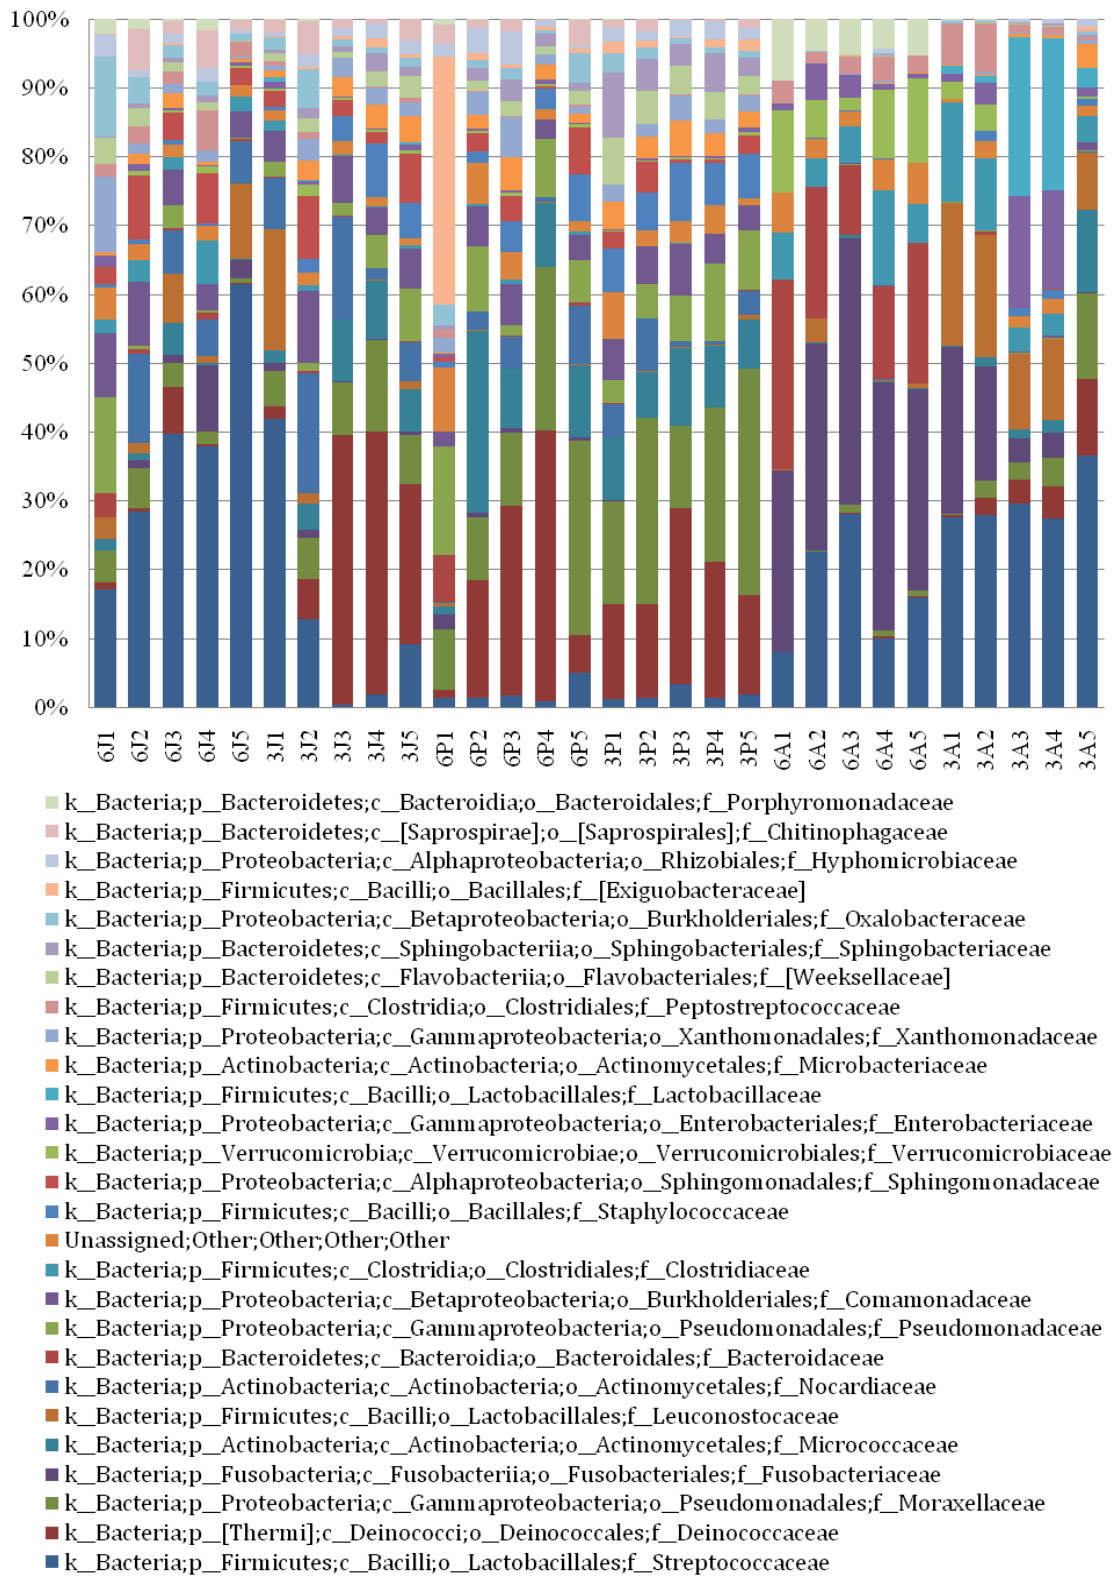 100%
90%
80%
70%
60%
50%
40%
30%
20%
10%
0%
6J1 6J2 6J3 6J4 6J5 3J1 3J2 3J3 3J4 3J5 6P1 6P2 6P3 6P4 6P5 3P1 3P2 3P3 3P4 3P5 6A1 6A2 6A3 6A4 6A5 3A1 3A2 3A3 3A4 3A5
k__Bacteria;p__Bacteroidetes;c__Bacteroidia;o__Bacteroidales;f__Porphyromonadaceae
k__Bacteria;p__Bacteroidetes;c__[Saprospirae];o__[Saprospirales];f__Chitinophagaceae
k__Bacteria;p__Proteobacteria;c__Alphaproteobacteria;o__Rhizobiales;f__Hyphomicrobiaceae
k__Bacteria;p__Firmicutes;c__Bacilli;o__Bacillales;f__[Exiguobacteraceae]
k__Bacteria;p__Proteobacteria;c__Betaproteobacteria;o__Burkholderiales;f__Oxalobacteraceae
k__Bacteria;p__Bacteroidetes;c__Sphingobacteriia;o__Sphingobacteriales;f__Sphingobacteriaceae
k__Bacteria;p__Bacteroidetes;c__Flavobacteriia;o__Flavobacteriales;f__[Weeksellaceae]
k__Bacteria;p__Firmicutes;c__Clostridia;o__Clostridiales;f__Peptostreptococcaceae
k__Bacteria;p__Proteobacteria;c__Gammaproteobacteria;o__Xanthomonadales;f__Xanthomonadaceae
k__Bacteria;p__Actinobacteria;c__Actinobacteria;o__Actinomycetales;f__Microbacteriaceae
k__Bacteria;p__Firmicutes;c__Bacilli;o__Lactobacillales;f__Lactobacillaceae
k__Bacteria;p__Proteobacteria;c__Gammaproteobacteria;o__Enterobacteriales;f__Enterobacteriaceae
k__Bacteria;p__Verrucomicrobia;c__Verrucomicrobiae;o__Verrucomicrobiales;f__Verrucomicrobiaceae
k__Bacteria;p__Proteobacteria;c__Alphaproteobacteria;o__Sphingomonadales;f__Sphingomonadaceae
k__Bacteria;p__Firmicutes;c__Bacilli;o__Bacillales;f__Staphylococcaceae
Unassigned;Other;Other;Other;Other
k__Bacteria;p__Firmicutes;c__Clostridia;o__Clostridiales;f__Clostridiaceae
k__Bacteria;p__Proteobacteria;c__Betaproteobacteria;o__Burkholderiales;f__Comamonadaceae
k__Bacteria;p__Proteobacteria;c__Gammaproteobacteria;o__Pseudomonadales;f__Pseudomonadaceae
k__Bacteria;p__Bacteroidetes;c__Bacteroidia;o__Bacteroidales;f__Bacteroidaceae
k__Bacteria;p__Actinobacteria;c__Actinobacteria;o__Actinomycetales;f__Nocardiaceae
k__Bacteria;p__Firmicutes;c__Bacilli;o__Lactobacillales;f__Leuconostocaceae
k__Bacteria;p__Actinobacteria;c__Actinobacteria;o__Actinomycetales;f__Micrococcaceae
k__Bacteria;p__Fusobacteria;c__Fusobacteriia;o__Fusobacteriales;f__Fusobacteriaceae
k__Bacteria;p__Proteobacteria;c__Gammaproteobacteria;o__Pseudomonadales;f__Moraxellaceae
k__Bacteria;p__[Thermi];c__Deinococci;o__Deinococcales;f__Deinococcaceae
k__Bacteria;p__Firmicutes;c__Bacilli;o__Lactobacillales;f__Streptococcaceae